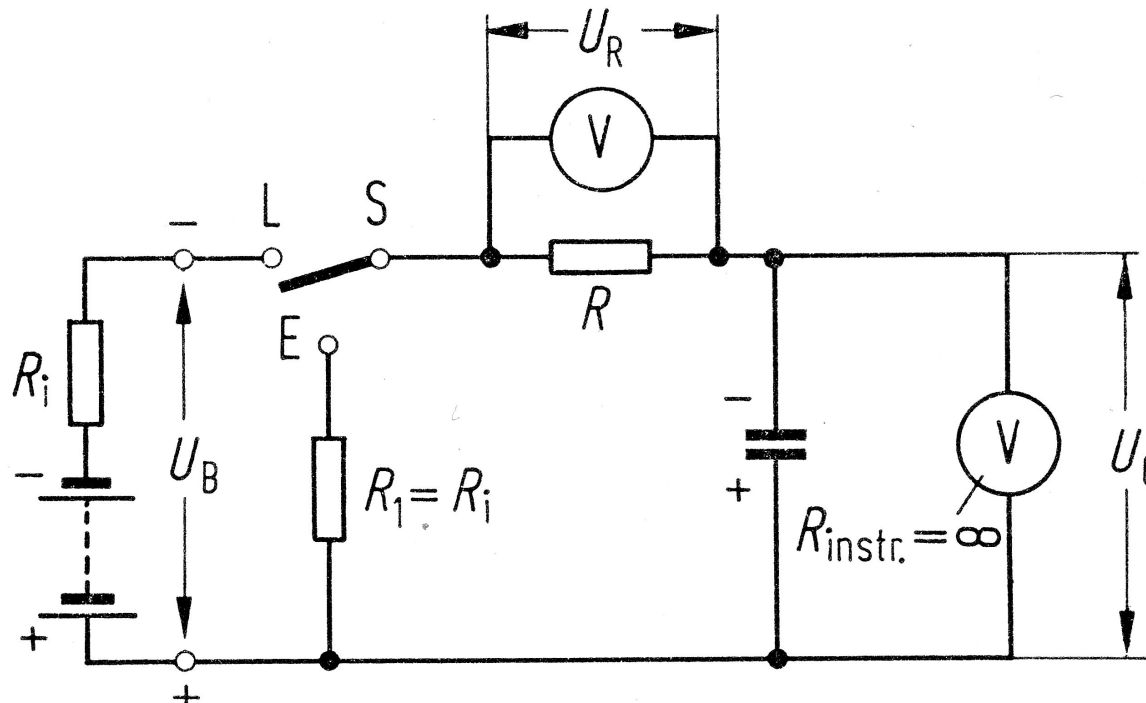 U_R
V
− L S
R
R_i
E
−
V
− U_B R_1 = R_i
+
R_instr. = ∞
+
+